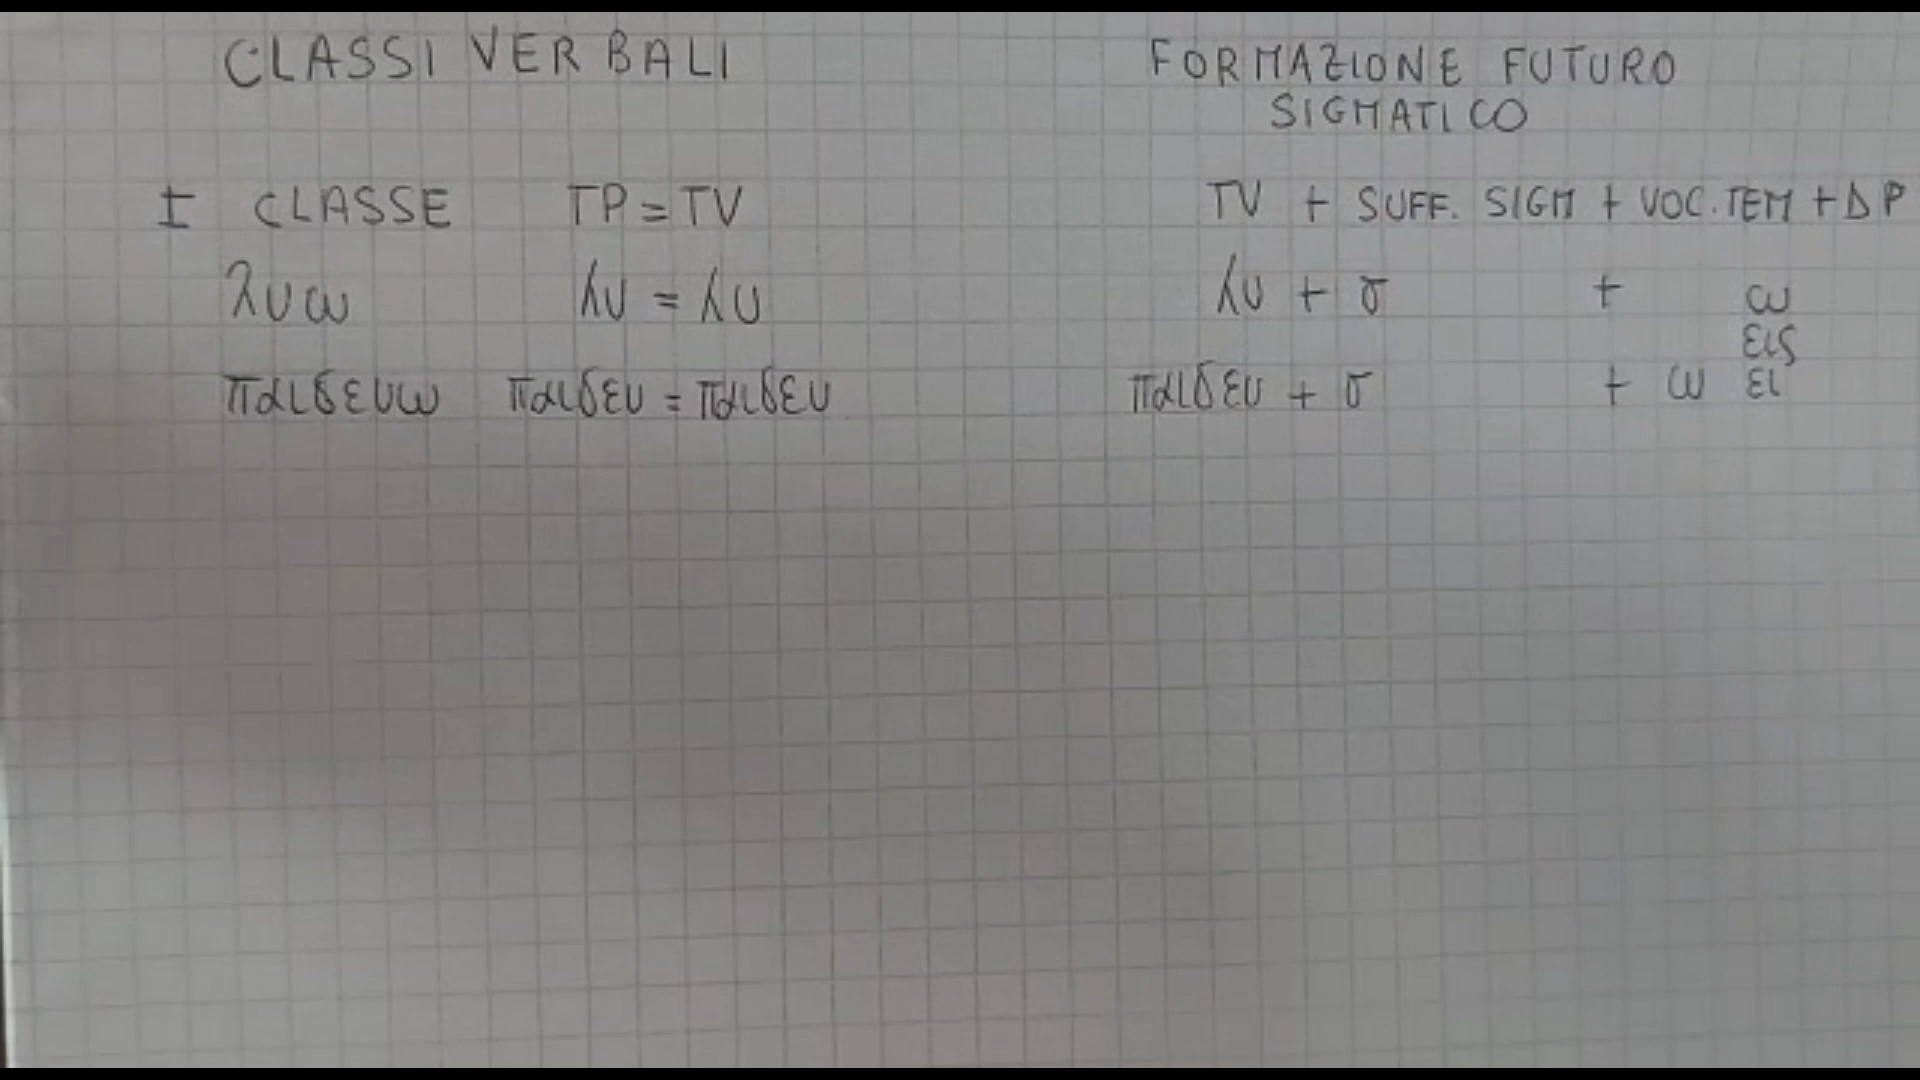 CLASSI VERBALI
FORMAZIONE FUTURO
SIGMATICO
I CLASSE TP = TV
TV + SUFF. SIGM + VOC. TEM + DP
λυω λυ = λυ
λυ + σ + ω
εις
παιδευω παιδευ = παιδευ
παιδευ + σ + ω ει